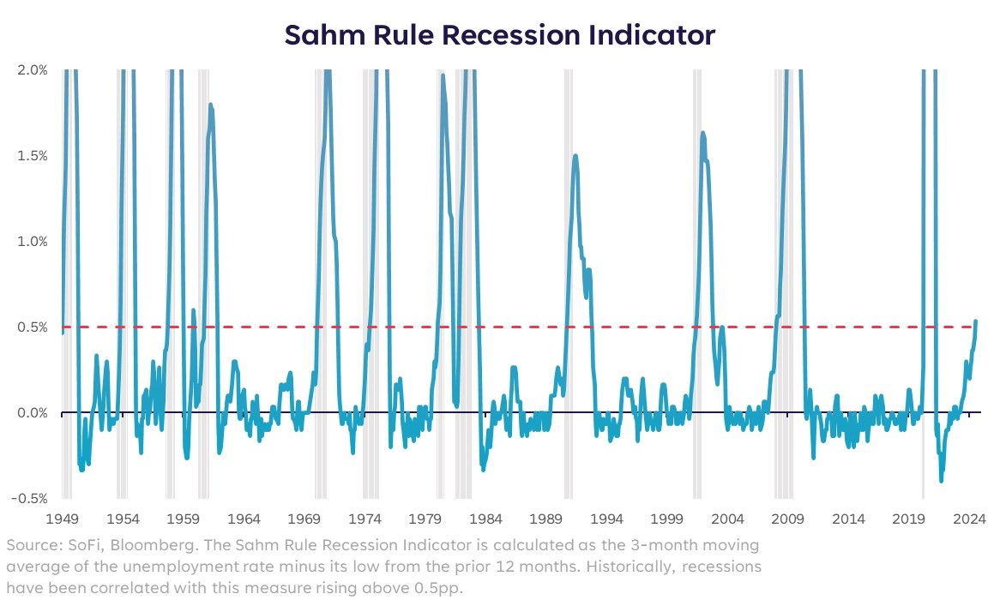 Sahm Rule Recession Indicator
2.0%
1.5%
1.0%
0.5%
0.0%
-0.5%
1949 1954 1959 1964 1969 1974 1979 1984 1989 1994 1999 2004 2009 2014 2019 2024
Source: SoFi, Bloomberg. The Sahm Rule Recession Indicator is calculated as the 3-month moving
average of the unemployment rate minus its low from the prior 12 months. Historically, recessions
have been correlated with this measure rising above 0.5pp.